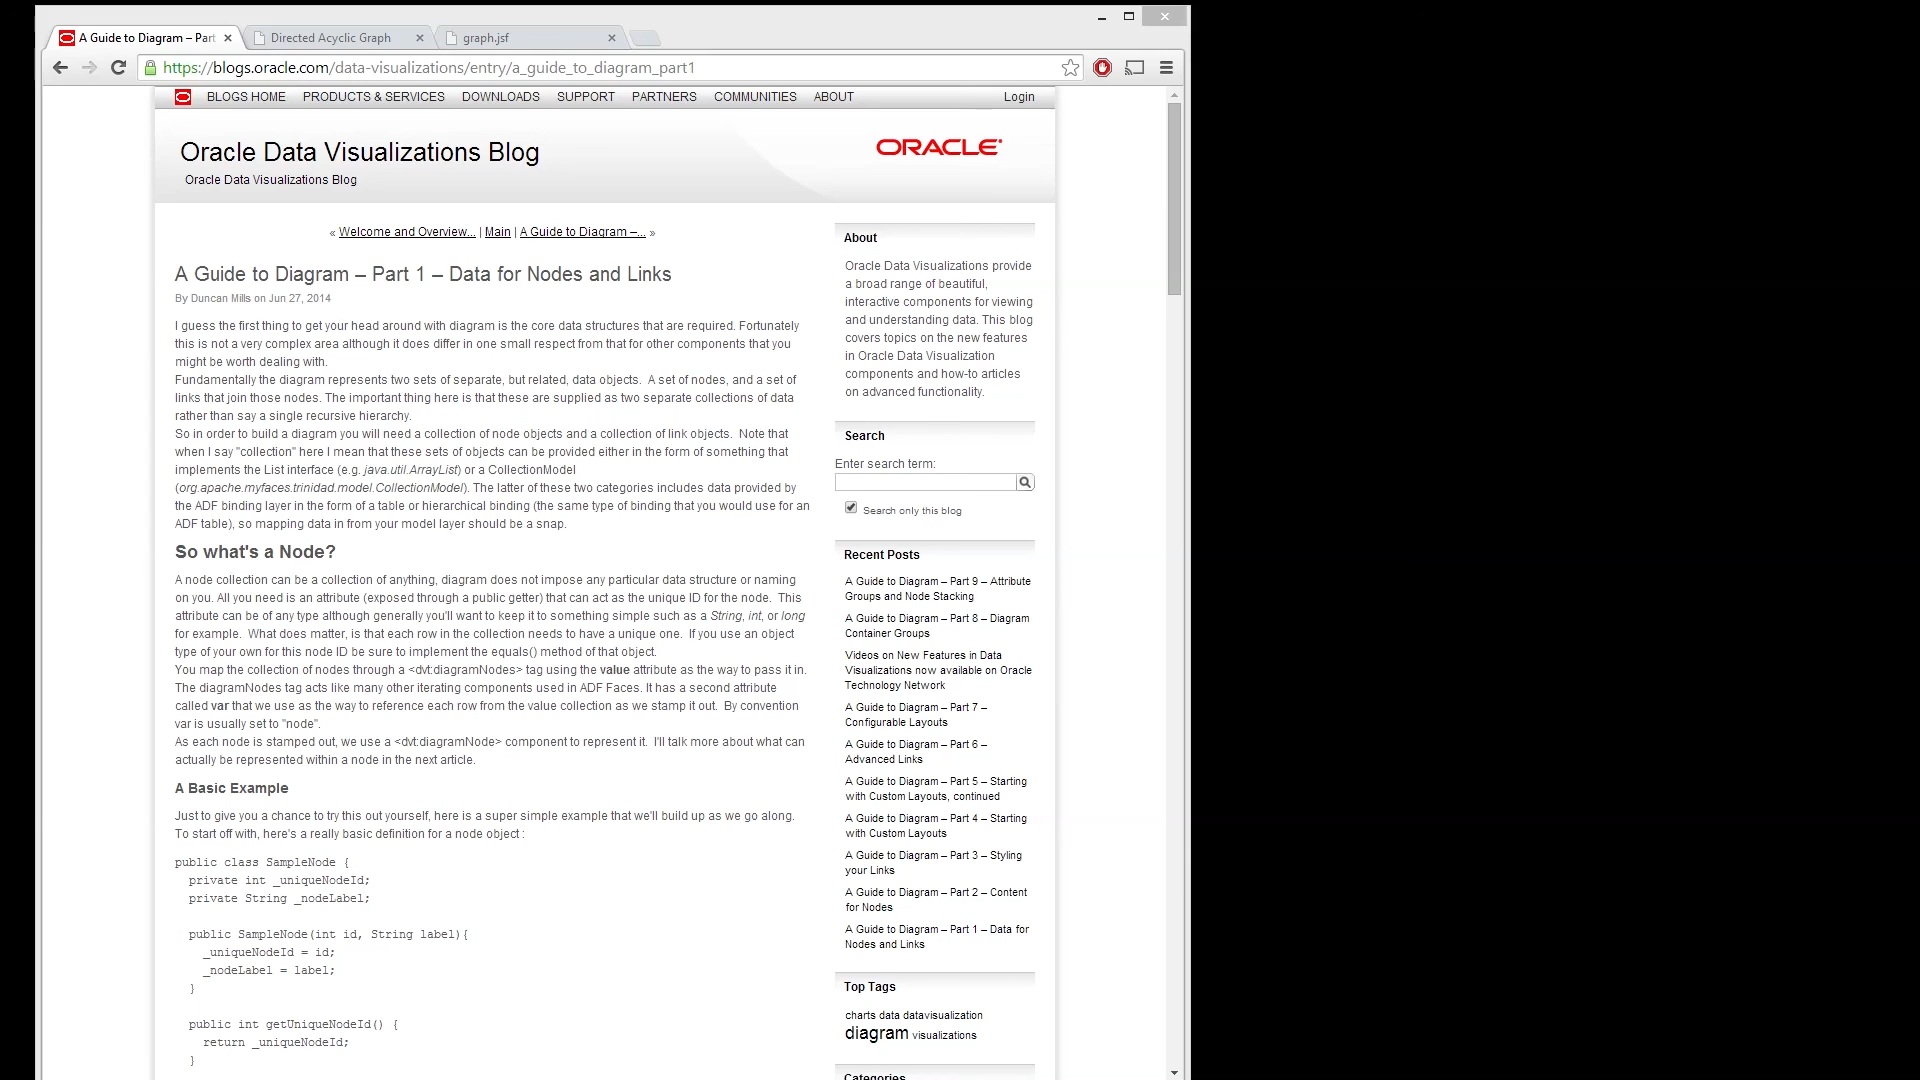 A Guide to Diagram – Part
Directed Acyclic Graph
graph.jsf
https://blogs.oracle.com/data-visualizations/entry/a_guide_to_diagram_part1
BLOGS HOME PRODUCTS & SERVICES DOWNLOADS SUPPORT PARTNERS COMMUNITIES ABOUT Login
Oracle Data Visualizations Blog
ORACLE
Oracle Data Visualizations Blog
« Welcome and Overview... | Main | A Guide to Diagram –... »
A Guide to Diagram – Part 1 – Data for Nodes and Links
By Duncan Mills on Jun 27, 2014
I guess the first thing to get your head around with diagram is the core data structures that are required. Fortunately
this is not a very complex area although it does differ in one small respect from that for other components that you
might be worth dealing with.
Fundamentally the diagram represents two sets of separate, but related, data objects.  A set of nodes, and a set of
links that join those nodes. The important thing here is that these are supplied as two separate collections of data
rather than say a single recursive hierarchy.
So in order to build a diagram you will need a collection of node objects and a collection of link objects.  Note that
when I say "collection" here I mean that these sets of objects can be provided either in the form of something that
implements the List interface (e.g. java.util.ArrayList) or a CollectionModel
(org.apache.myfaces.trinidad.model.CollectionModel). The latter of these two categories includes data provided by
the ADF binding layer in the form of a table or hierarchical binding (the same type of binding that you would use for an
ADF table), so mapping data in from your model layer should be a snap.
So what's a Node?
A node collection can be a collection of anything, diagram does not impose any particular data structure or naming
on you. All you need is an attribute (exposed through a public getter) that can act as the unique ID for the node.  This
attribute can be of any type although generally you'll want to keep it to something simple such as a String, int, or long
for example.  What does matter, is that each row in the collection needs to have a unique one.  If you use an object
type of your own for this node ID be sure to implement the equals() method of that object.
You map the collection of nodes through a <dvt:diagramNodes> tag using the value attribute as the way to pass it in.
The diagramNodes tag acts like many other iterating components used in ADF Faces. It has a second attribute
called var that we use as the way to reference each row from the value collection as we stamp it out.  By convention
var is usually set to "node".
As each node is stamped out, we use a <dvt:diagramNode> component to represent it.  I'll talk more about what can
actually be represented within a node in the next article.
A Basic Example
Just to give you a chance to try this out yourself, here is a super simple example that we'll build up as we go along.
To start off with, here's a really basic definition for a node object :
public class SampleNode {
  private int _uniqueNodeId;
  private String _nodeLabel;
  public SampleNode(int id, String label){
    _uniqueNodeId = id;
    _nodeLabel = label;
  }
  public int getUniqueNodeId() {
    return _uniqueNodeId;
  }
About
Oracle Data Visualizations provide
a broad range of beautiful,
interactive components for viewing
and understanding data. This blog
covers topics on the new features
in Oracle Data Visualization
components and how-to articles
on advanced functionality.
Search
Enter search term:
Search only this blog
Recent Posts
A Guide to Diagram – Part 9 – Attribute
Groups and Node Stacking
A Guide to Diagram – Part 8 – Diagram
Container Groups
Videos on New Features in Data
Visualizations now available on Oracle
Technology Network
A Guide to Diagram – Part 7 –
Configurable Layouts
A Guide to Diagram – Part 6 –
Advanced Links
A Guide to Diagram – Part 5 – Starting
with Custom Layouts, continued
A Guide to Diagram – Part 4 – Starting
with Custom Layouts
A Guide to Diagram – Part 3 – Styling
your Links
A Guide to Diagram – Part 2 – Content
for Nodes
A Guide to Diagram – Part 1 – Data for
Nodes and Links
Top Tags
charts data datavisualization
diagram visualizations
Categories